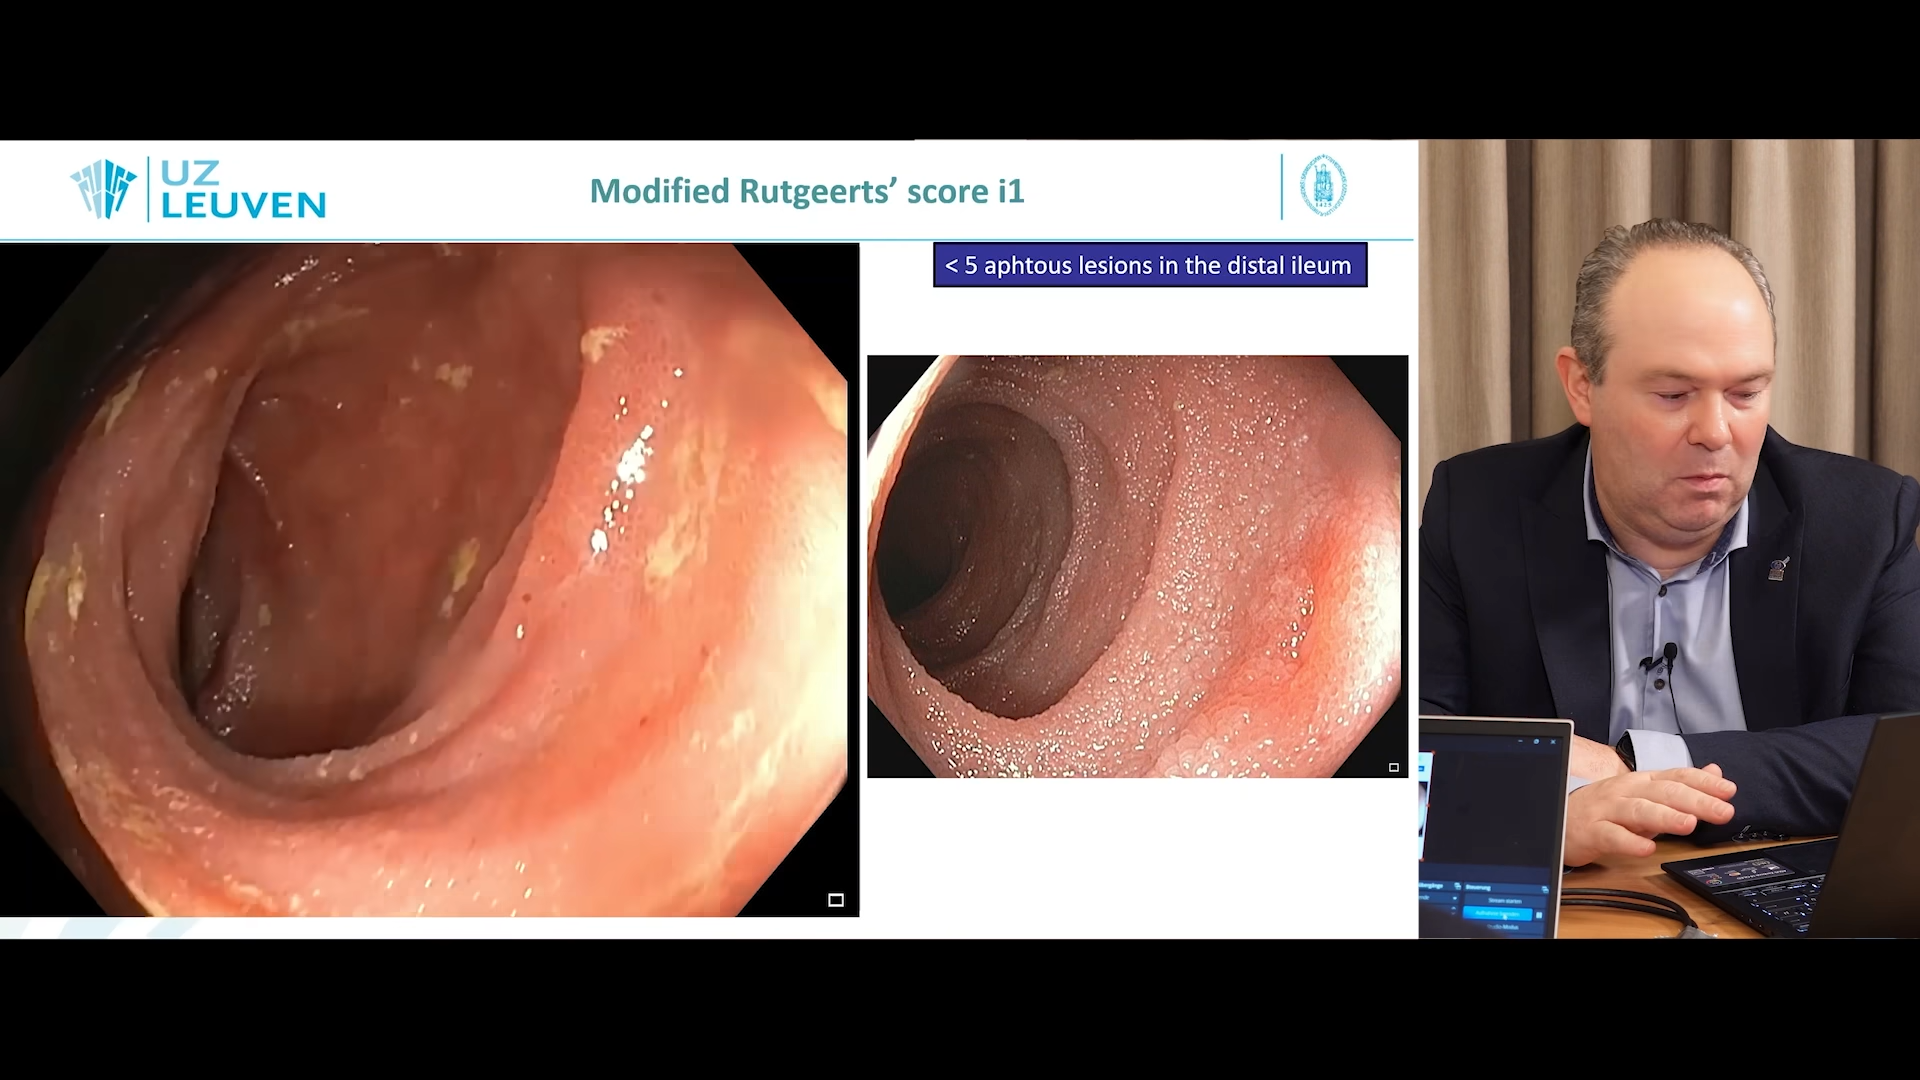 UZ
LEUVEN
Modified Rutgeerts’ score i1
< 5 aphtous lesions in the distal ileum